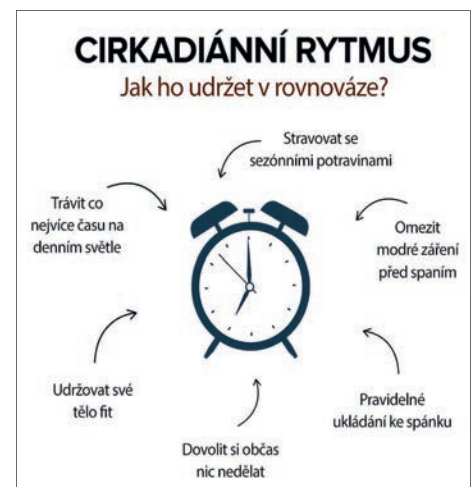 CIRKADIÁNNÍ RYTMUS
Jak ho udržet v rovnováze?
Stravovat se
sezónními potravinami
Trávit co
nejvíce času na
denním světle
Omezit
modré záření
před spaním
Udržovat své
tělo fit
Pravidelné
ukládání ke spánku
Dovolit si občas
nic nedělat